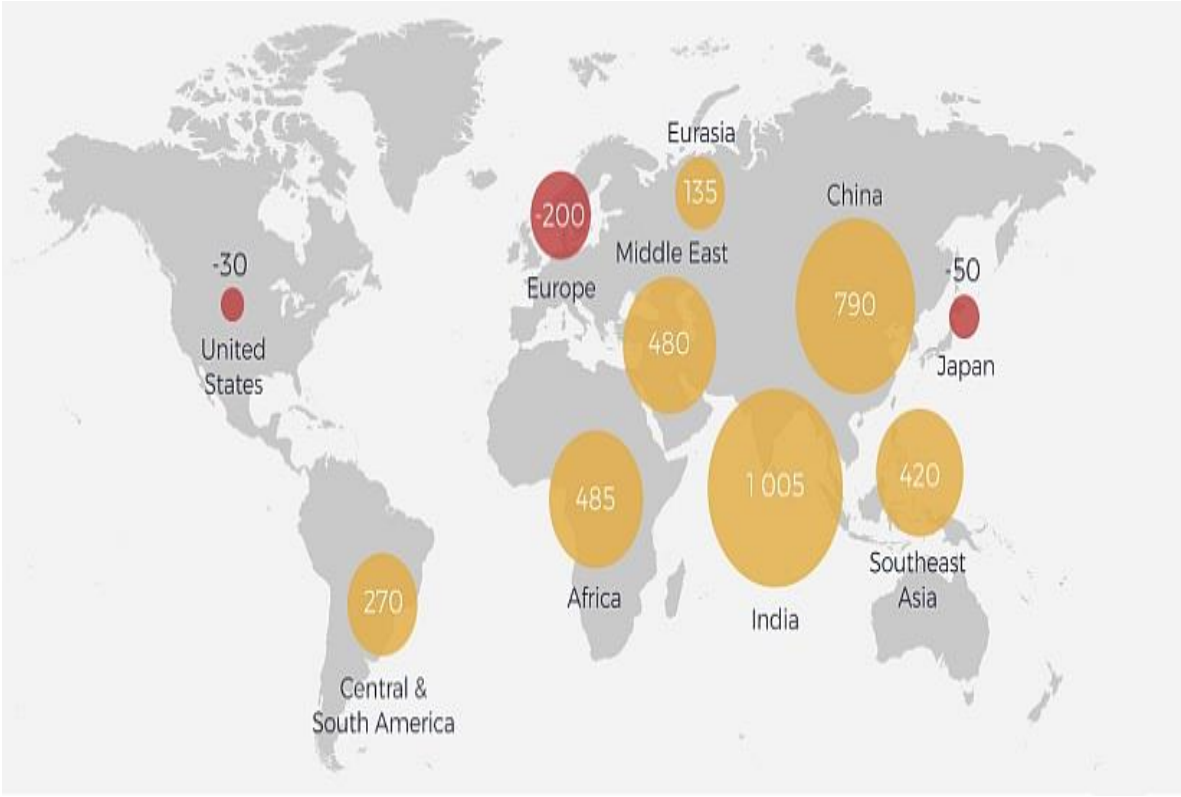 Eurasia
135
China
-200
Middle East
-30
-50
Europe
790
480
United
States
Japan
485
1 005
420
Southeast
Asia
Africa
270
India
Central &
South America